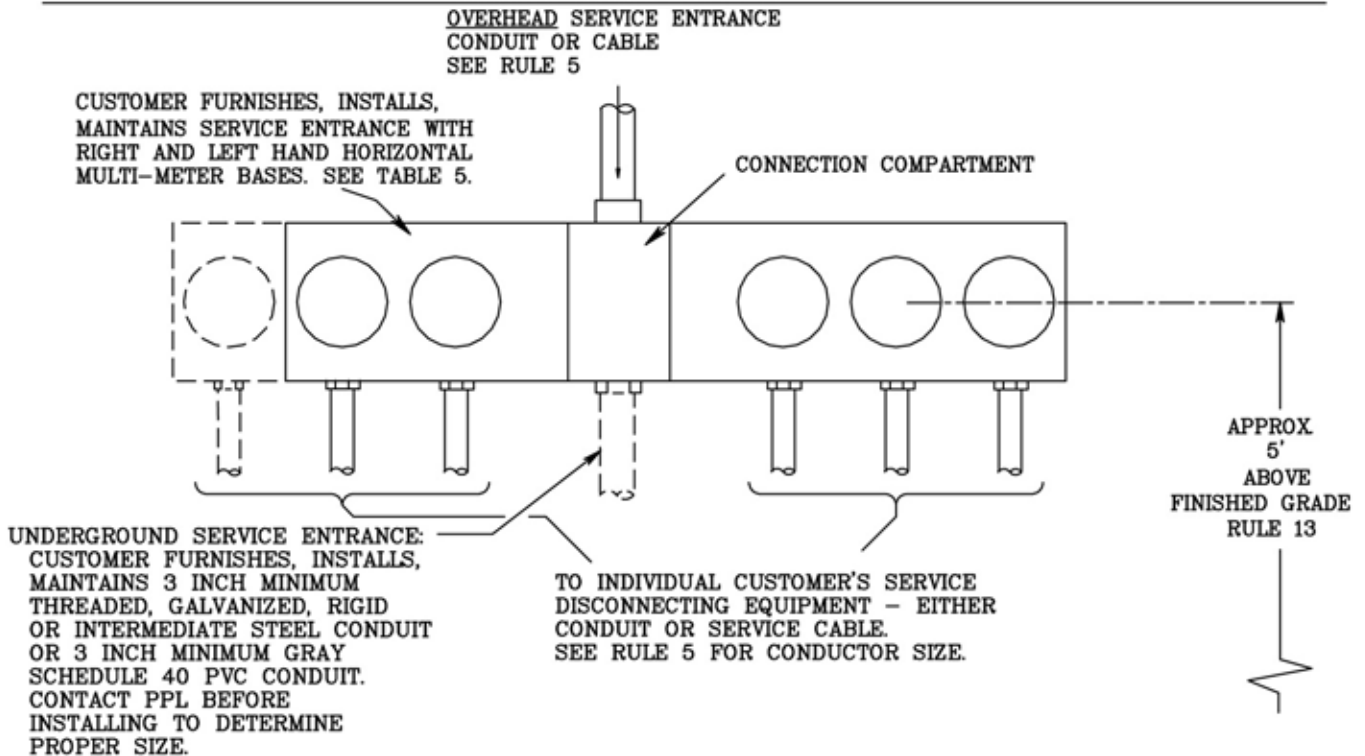 OVERHEAD SERVICE ENTRANCE
CONDUIT OR CABLE
SEE RULE 5
CUSTOMER FURNISHES, INSTALLS,
MAINTAINS SERVICE ENTRANCE WITH
RIGHT AND LEFT HAND HORIZONTAL
MULTI-METER BASES. SEE TABLE 5.
CONNECTION COMPARTMENT
APPROX.
5'
ABOVE
FINISHED GRADE
RULE 13
UNDERGROUND SERVICE ENTRANCE:
CUSTOMER FURNISHES, INSTALLS,
MAINTAINS 3 INCH MINIMUM
THREADED, GALVANIZED, RIGID
OR INTERMEDIATE STEEL CONDUIT
OR 3 INCH MINIMUM GRAY
SCHEDULE 40 PVC CONDUIT.
CONTACT PPL BEFORE
INSTALLING TO DETERMINE
PROPER SIZE.
TO INDIVIDUAL CUSTOMER'S SERVICE
DISCONNECTING EQUIPMENT - EITHER
CONDUIT OR SERVICE CABLE.
SEE RULE 5 FOR CONDUCTOR SIZE.